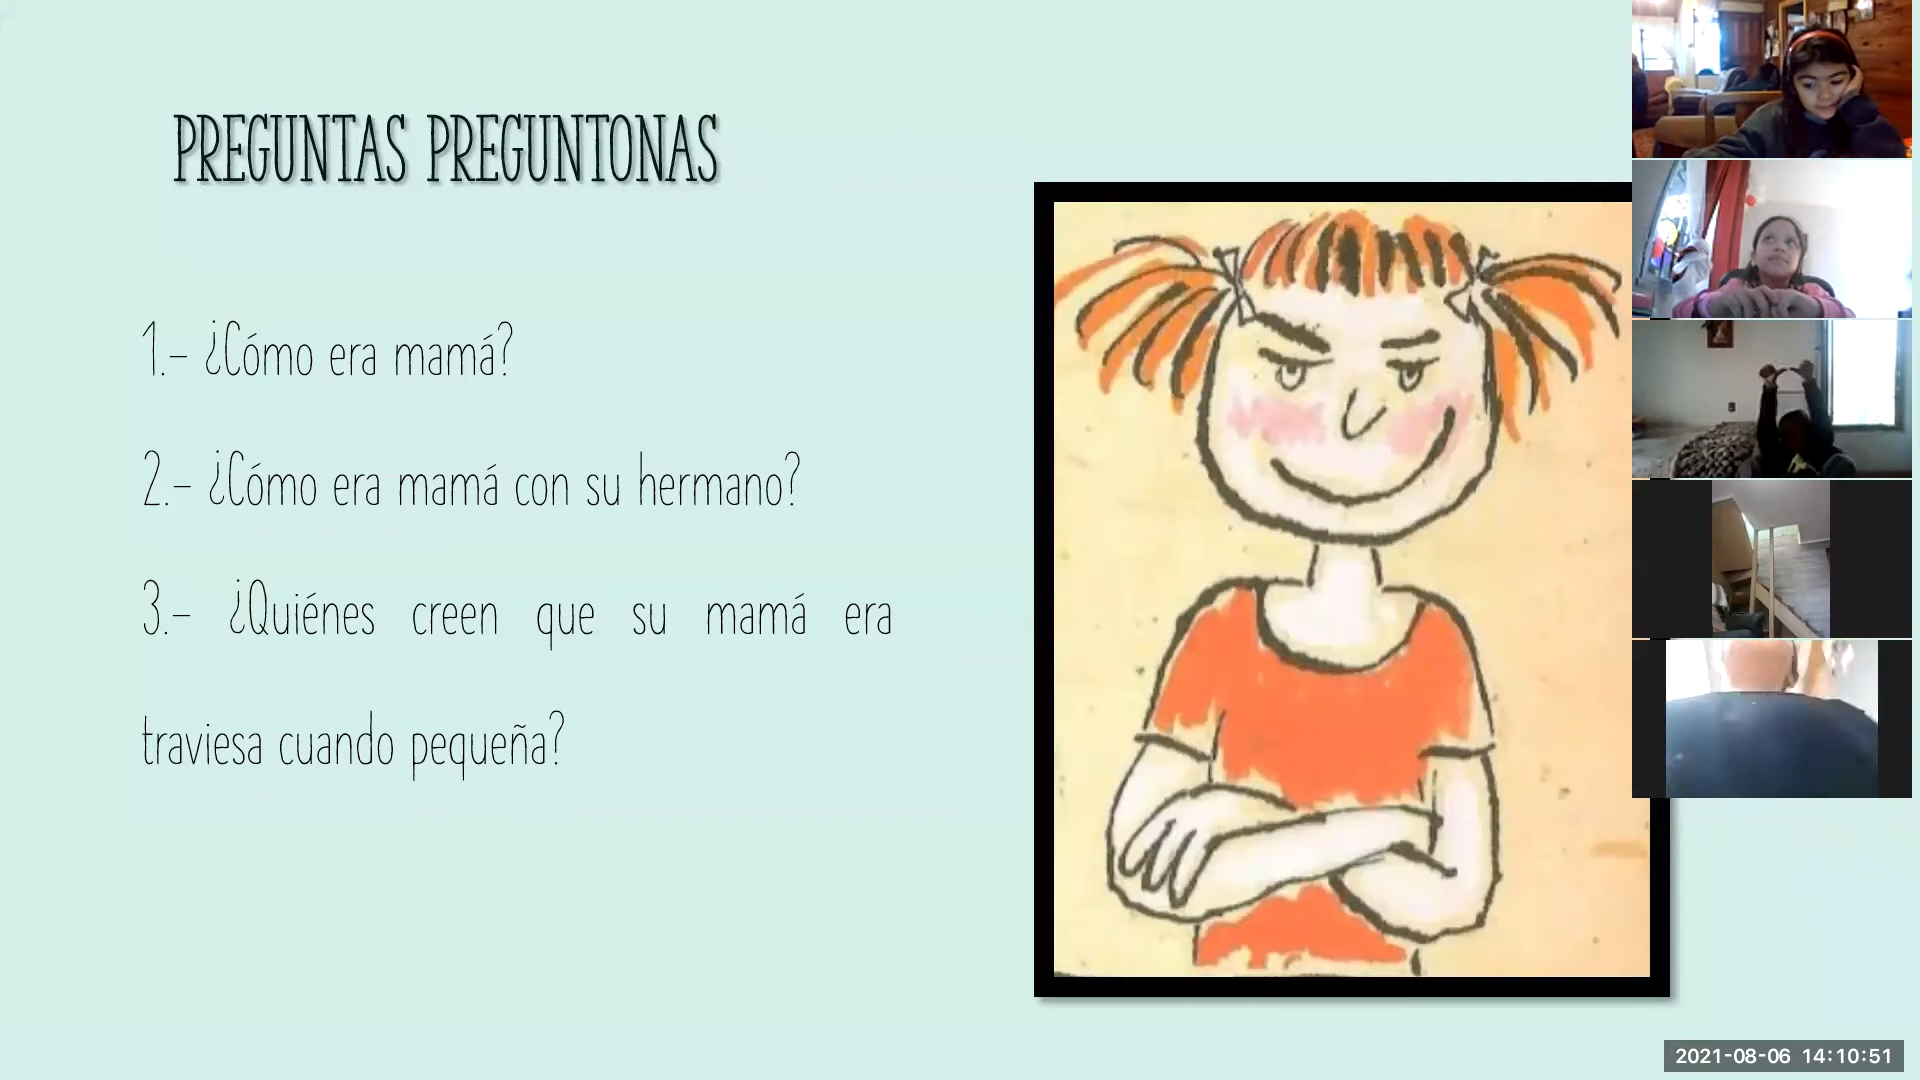 PREGUNTAS PREGUNTONAS
1.- ¿Cómo era mamá?
2.- ¿Cómo era mamá con su hermano?
3.- ¿Quiénes creen que su mamá era
traviesa cuando pequeña?
2021-08-06 14:10:51